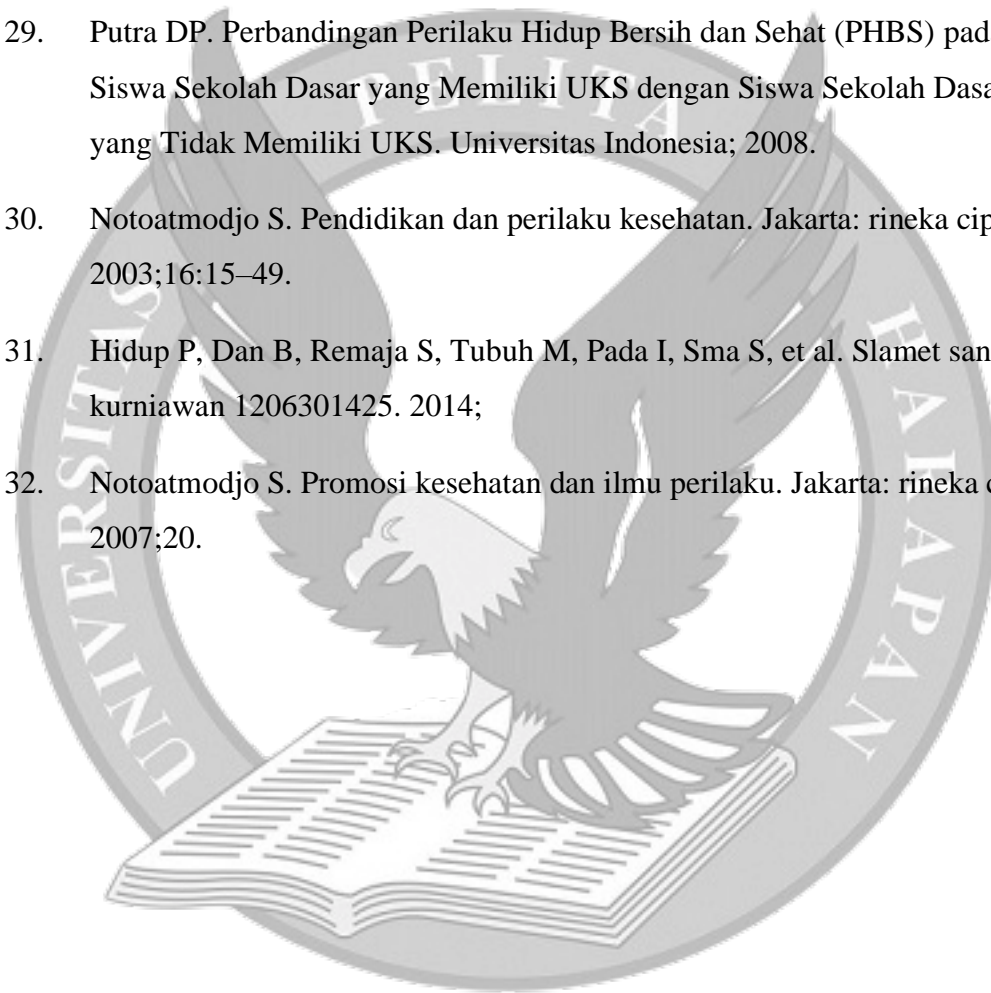 29. Putra DP. Perbandingan Perilaku Hidup Bersih dan Sehat (PHBS) pad
Siswa Sekolah Dasar yang Memiliki UKS dengan Siswa Sekolah Dasa
yang Tidak Memiliki UKS. Universitas Indonesia; 2008.
30. Notoatmodjo S. Pendidikan dan perilaku kesehatan. Jakarta: rineka cip
2003;16:15–49.
31. Hidup P, Dan B, Remaja S, Tubuh M, Pada I, Sma S, et al. Slamet san
kurniawan 1206301425. 2014;
32. Notoatmodjo S. Promosi kesehatan dan ilmu perilaku. Jakarta: rineka c
2007;20.
UNIVERSITAS PELITA HARAPAN